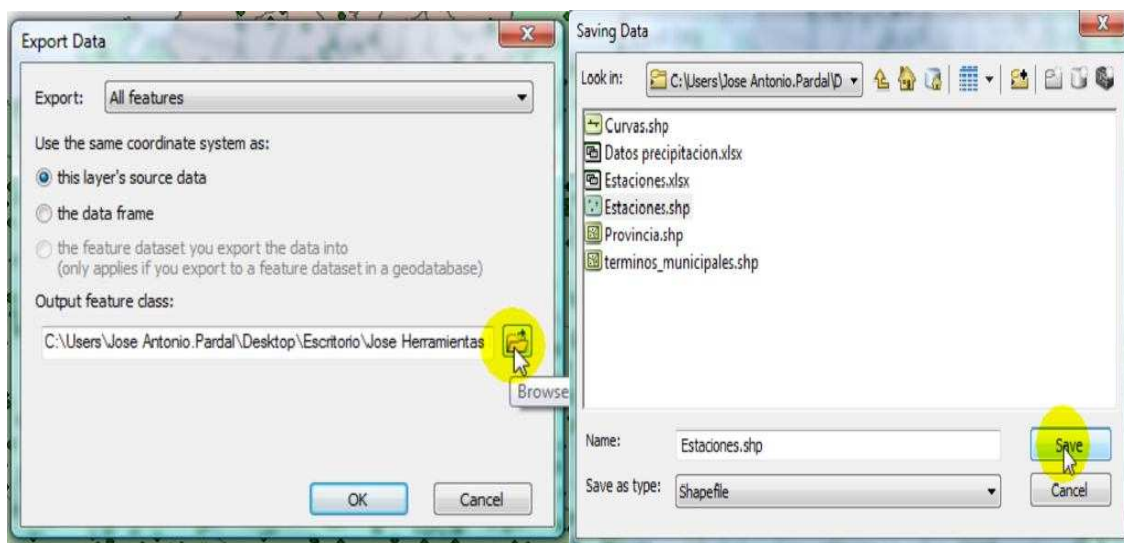 Export Data
Export: All features
Use the same coordinate system as:
this layer's source data
the data frame
the feature dataset you export the data into
(only applies if you export to a feature dataset in a geodatabase)
Output feature class:
C:\Users\Jose Antonio.Pardal\Desktop\Escritorio\Jose Herramientas
Browse
OK Cancel
Saving Data
Look in: C:\Users\Jose Antonio.Pardal\D
Curvas.shp
Datos precipitacion.xlsx
Estaciones.xlsx
Estaciones.shp
Provincia.shp
terminos_municipales.shp
Name: Estaciones.shp Save
Save as type: Shapefile Cancel